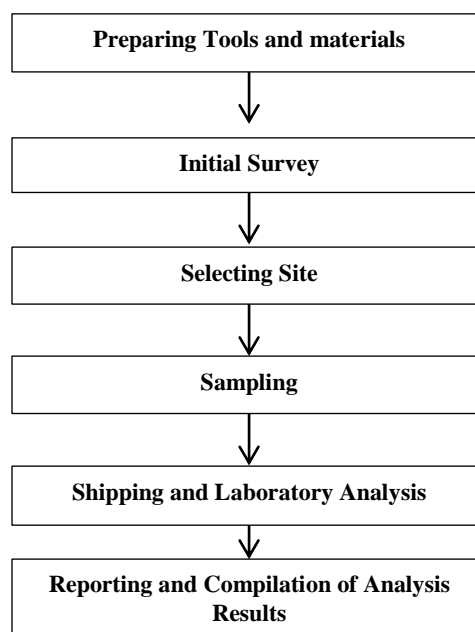 Preparing Tools and materials
Initial Survey
Selecting Site
Sampling
Shipping and Laboratory Analysis
Reporting and Compilation of Analysis
Results